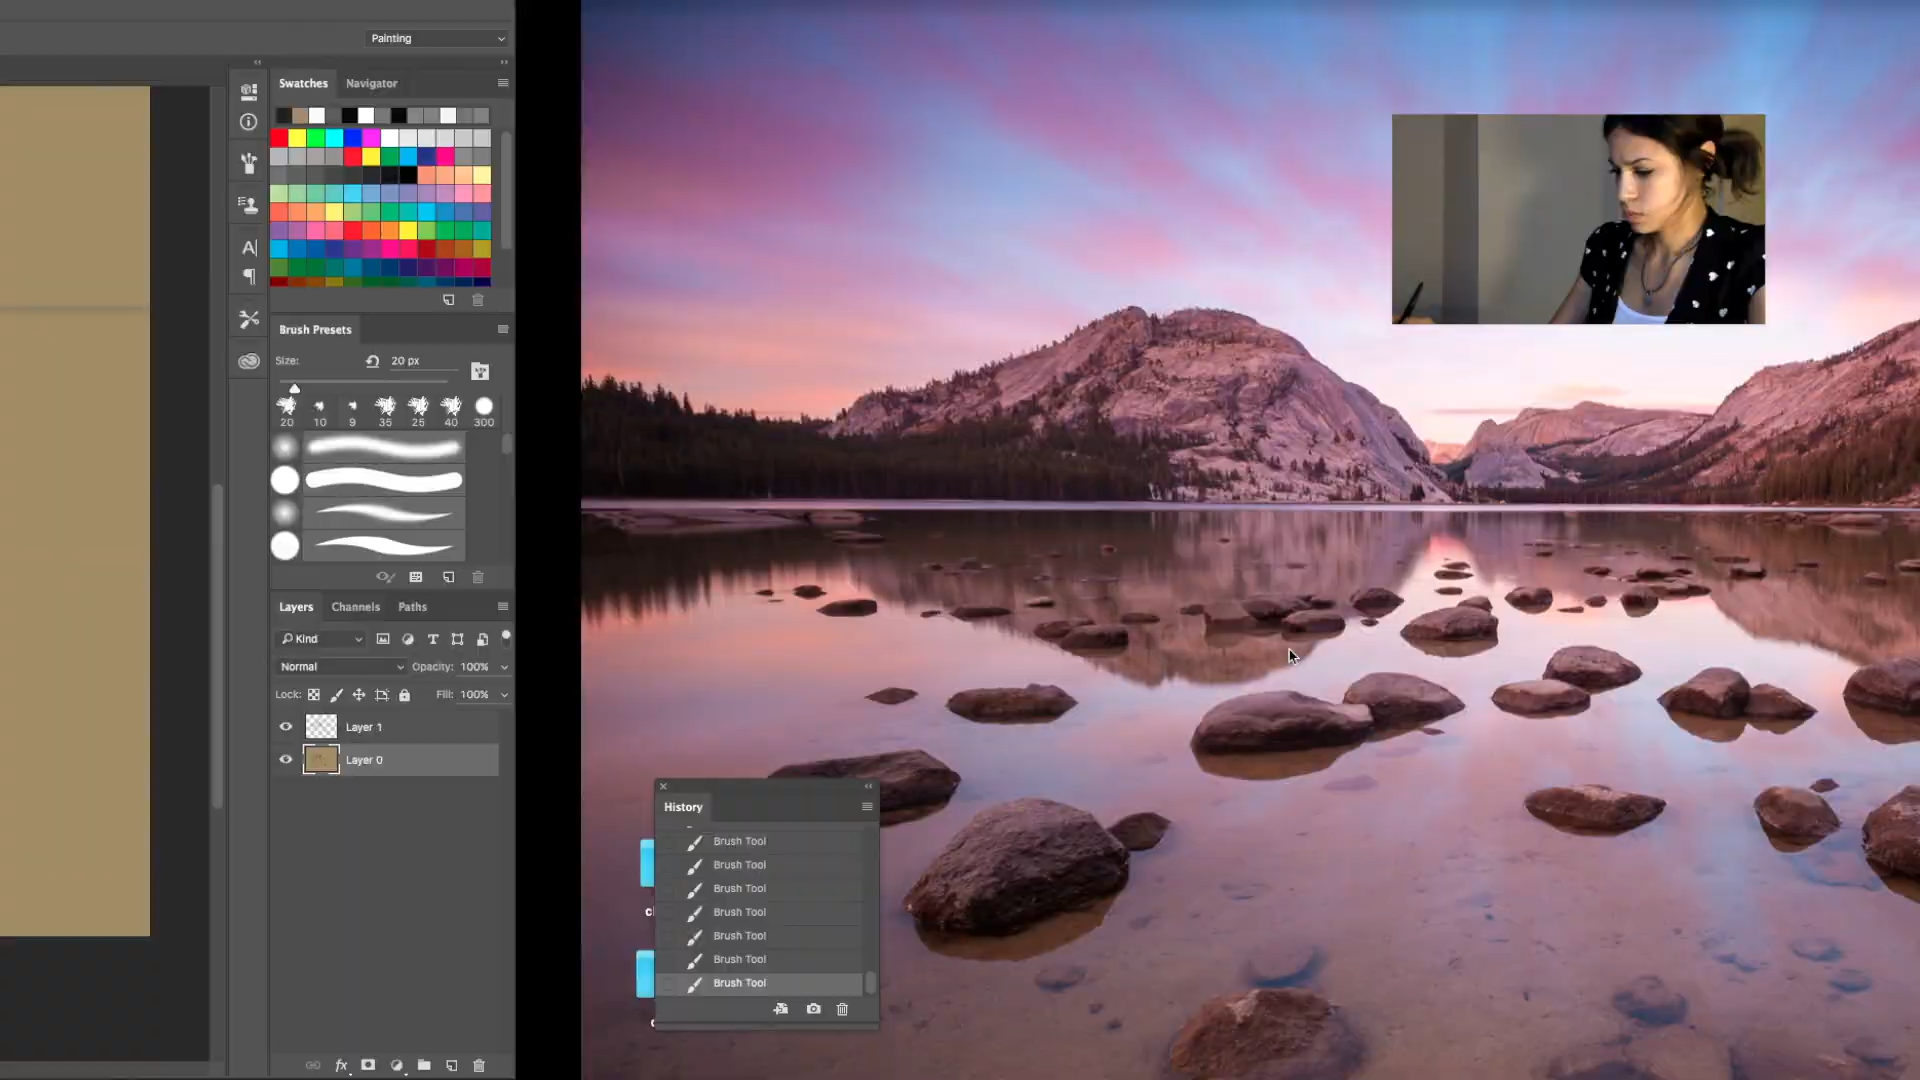 Painting
Swatches Navigator
Brush Presets
Size: 20 px
20 10 9 35 25 40 300
Layers Channels Paths
Kind
Normal Opacity: 100%
Lock: Fill: 100%
Layer 1
Layer 0
fx
History
Brush Tool
Brush Tool
Brush Tool
Brush Tool
Brush Tool
Brush Tool
Brush Tool